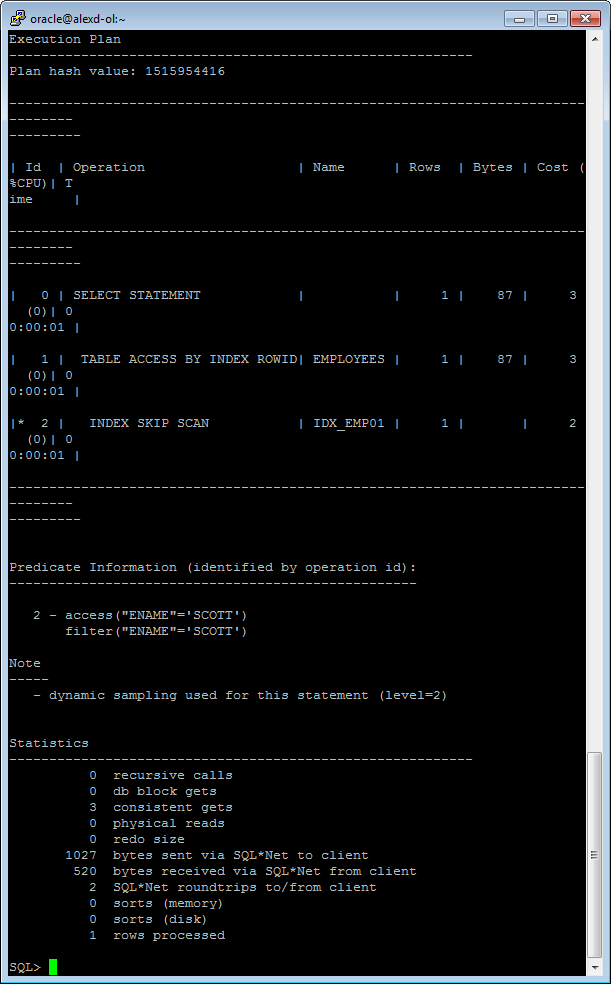 oracle@alexd-ol:~
Execution Plan
----------------------------------------------------------
Plan hash value: 1515954416

------------------------------------------------------------------------
--------
---------

| Id  | Operation                   | Name      | Rows  | Bytes | Cost (
%CPU)| T
ime     |

------------------------------------------------------------------------
--------
---------

|   0 | SELECT STATEMENT            |           |     1 |    87 |     3
  (0)| 0
0:00:01 |

|   1 |  TABLE ACCESS BY INDEX ROWID| EMPLOYEES |     1 |    87 |     3
  (0)| 0
0:00:01 |

|*  2 |   INDEX SKIP SCAN           | IDX_EMP01 |     1 |       |     2
  (0)| 0
0:00:01 |

------------------------------------------------------------------------
--------
---------


Predicate Information (identified by operation id):
---------------------------------------------------

   2 - access("ENAME"='SCOTT')
       filter("ENAME"='SCOTT')

Note
-----
   - dynamic sampling used for this statement (level=2)


Statistics
----------------------------------------------------------
          0  recursive calls
          0  db block gets
          3  consistent gets
          0  physical reads
          0  redo size
       1027  bytes sent via SQL*Net to client
        520  bytes received via SQL*Net from client
          2  SQL*Net roundtrips to/from client
          0  sorts (memory)
          0  sorts (disk)
          1  rows processed

SQL>